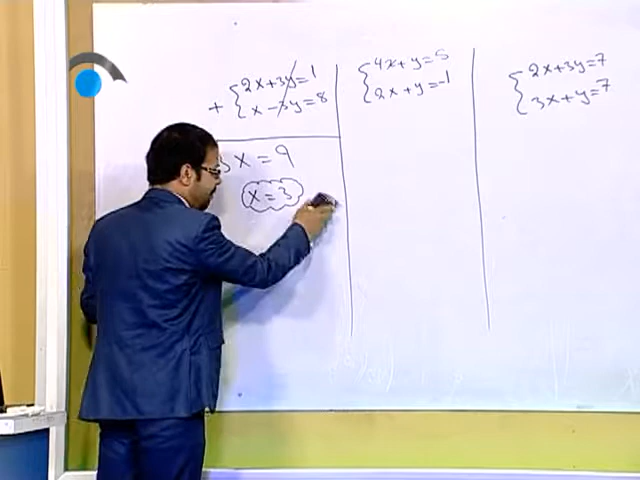 2x+3y=1
+ x-3y=8
3x=9
x=3
4x+y=5
2x+y=-1
2x+3y=7
3x+y=7